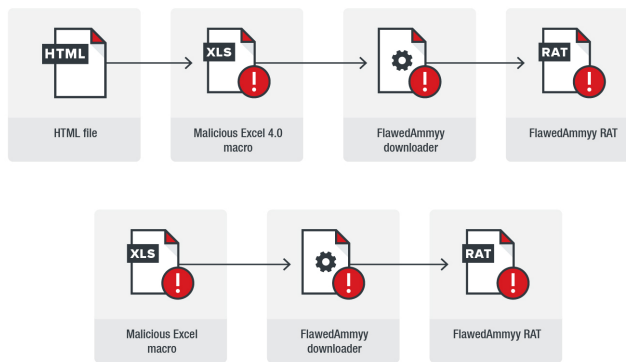 HTML
XLS
!
!
RAT
!
HTML file
Malicious Excel 4.0
macro
FlawedAmmyy
downloader
FlawedAmmyy RAT
XLS
!
!
RAT
!
Malicious Excel
macro
FlawedAmmyy
downloader
FlawedAmmyy RAT